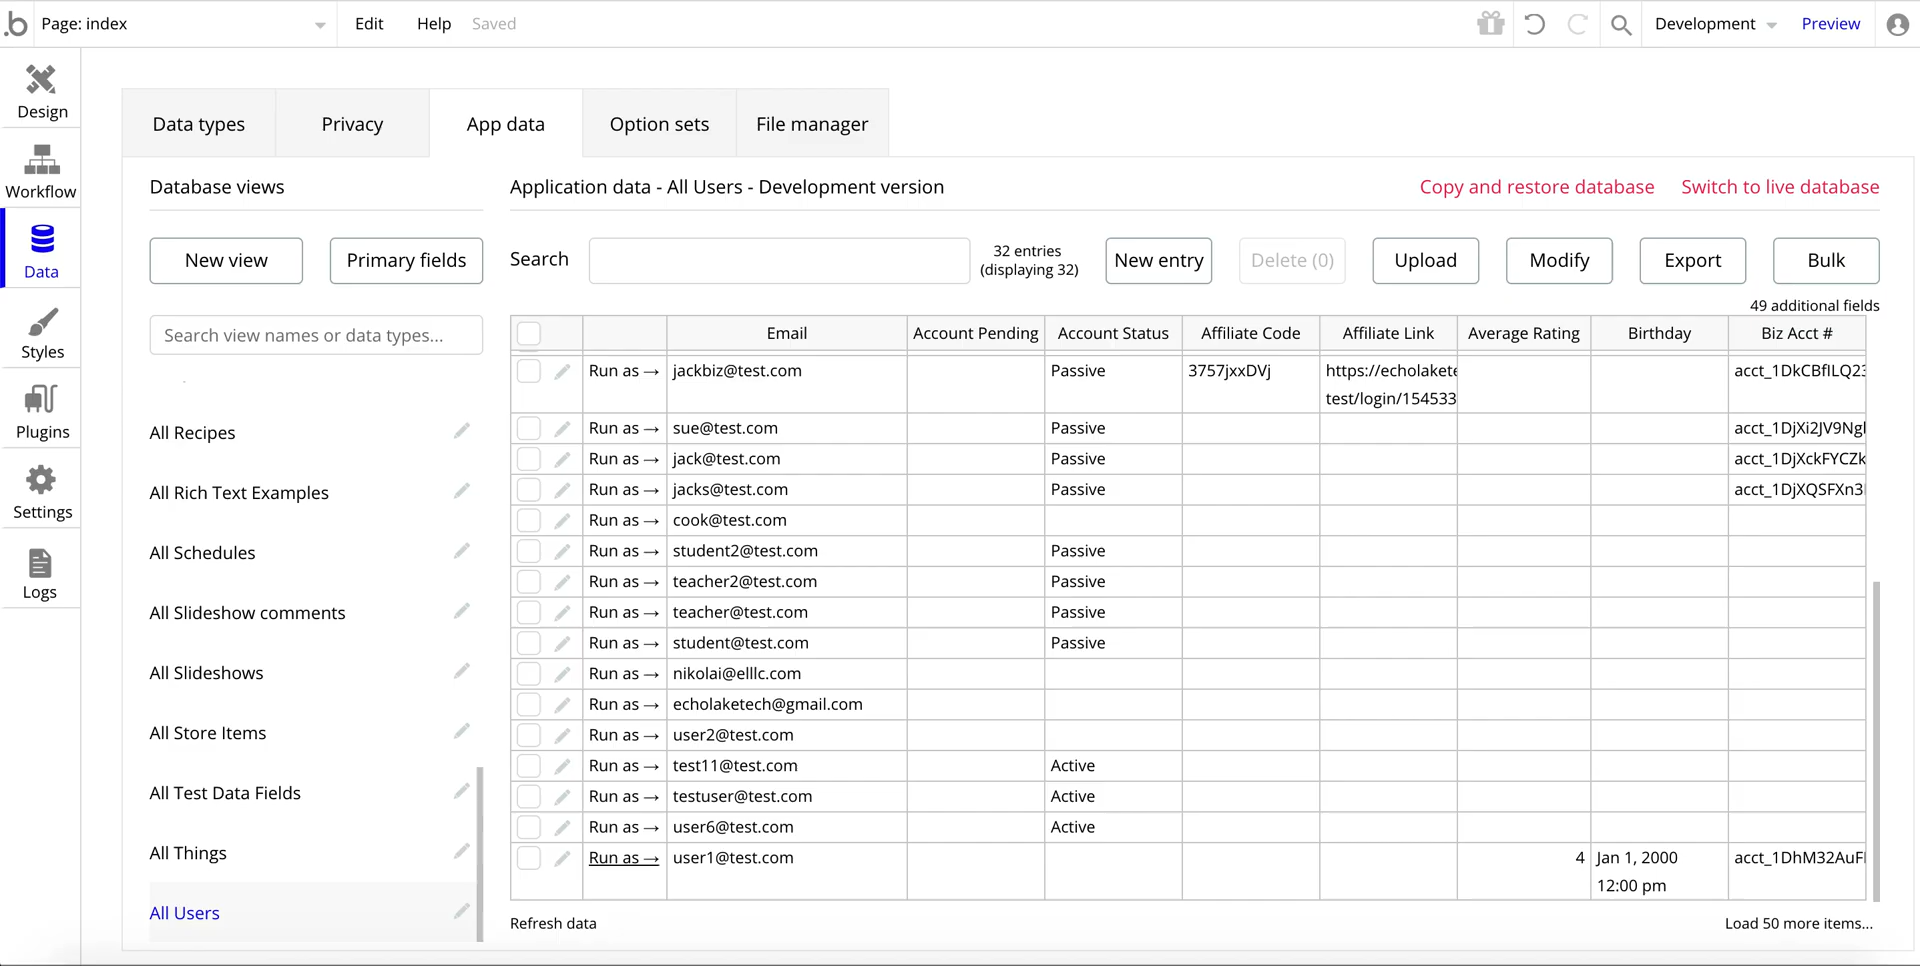 .b Page: index Edit Help Saved Development Preview
Design
Workflow
Data
Styles
Plugins
Settings
Logs
Data types Privacy App data Option sets File manager
Database views
New view Primary fields
Search view names or data types...
All Recipes
All Rich Text Examples
All Schedules
All Slideshow comments
All Slideshows
All Store Items
All Test Data Fields
All Things
All Users
Application data - All Users - Development version Copy and restore database Switch to live database
Search 32 entries
(displaying 32) New entry Delete (0) Upload Modify Export Bulk
49 additional fields
Email Account Pending Account Status Affiliate Code Affiliate Link Average Rating Birthday Biz Acct #
Run as → jackbiz@test.com Passive 3757jxxDVj https://echolakete acct_1DkCBfILQ23
test/login/154533
Run as → sue@test.com Passive acct_1DjXi2JV9Ngl
Run as → jack@test.com Passive acct_1DjXckFYCZk
Run as → jacks@test.com Passive acct_1DjXQSFXn3
Run as → cook@test.com
Run as → student2@test.com Passive
Run as → teacher2@test.com Passive
Run as → teacher@test.com Passive
Run as → student@test.com Passive
Run as → nikolai@elllc.com
Run as → echolaketech@gmail.com
Run as → user2@test.com
Run as → test11@test.com Active
Run as → testuser@test.com Active
Run as → user6@test.com Active
Run as → user1@test.com 4 Jan 1, 2000 acct_1DhM32AuF
12:00 pm
Refresh data Load 50 more items...